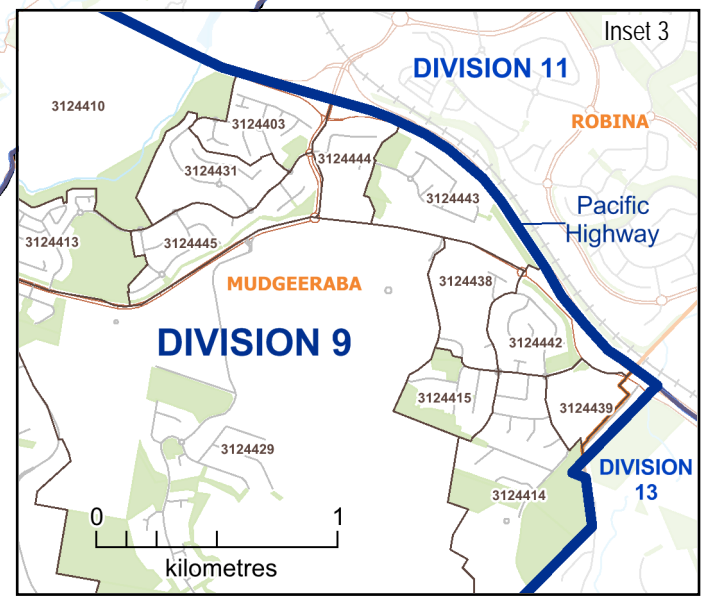 Inset 3
DIVISION 11
3124410
ROBINA
3124403
3124444
3124431
3124443
Pacific
Highway
3124413
3124445
MUDGEERABA
3124438
DIVISION 9
3124442
3124415
3124439
3124429
DIVISION
13
3124414
0 1
kilometres